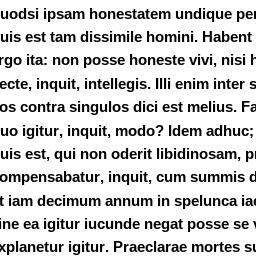 uodsi ipsam honestatem undique per
uis est tam dissimile homini. Habent
rgo ita: non posse honeste vivi, nisi h
ecte, inquit, intellegis. Illi enim inter s
os contra singulos dici est melius. Fa
uo igitur, inquit, modo? Idem adhuc;
uis est, qui non oderit libidinosam, pr
ompensabatur, inquit, cum summis d
t iam decimum annum in spelunca iac
ine ea igitur iucunde negat posse se v
xplanetur igitur. Praeclarae mortes su